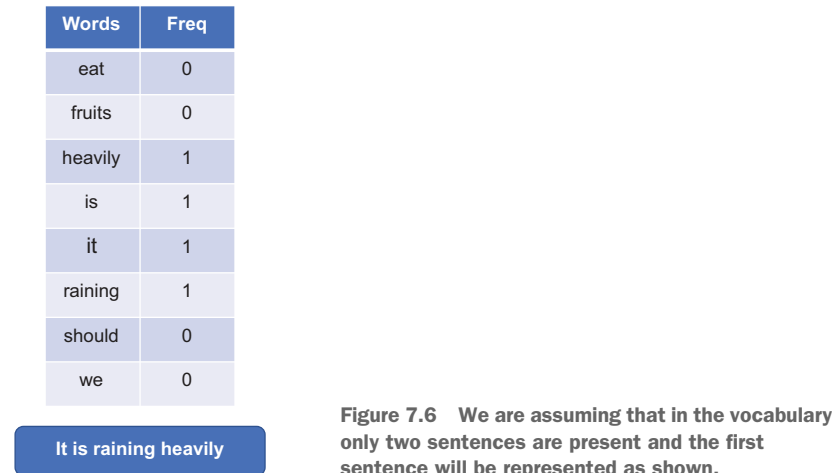 Words Freq
eat 0
fruits 0
heavily 1
is 1
it 1
raining 1
should 0
we 0
It is raining heavily
Figure 7.6 We are assuming that in the vocabulary
only two sentences are present and the first
sentence will be represented as shown.